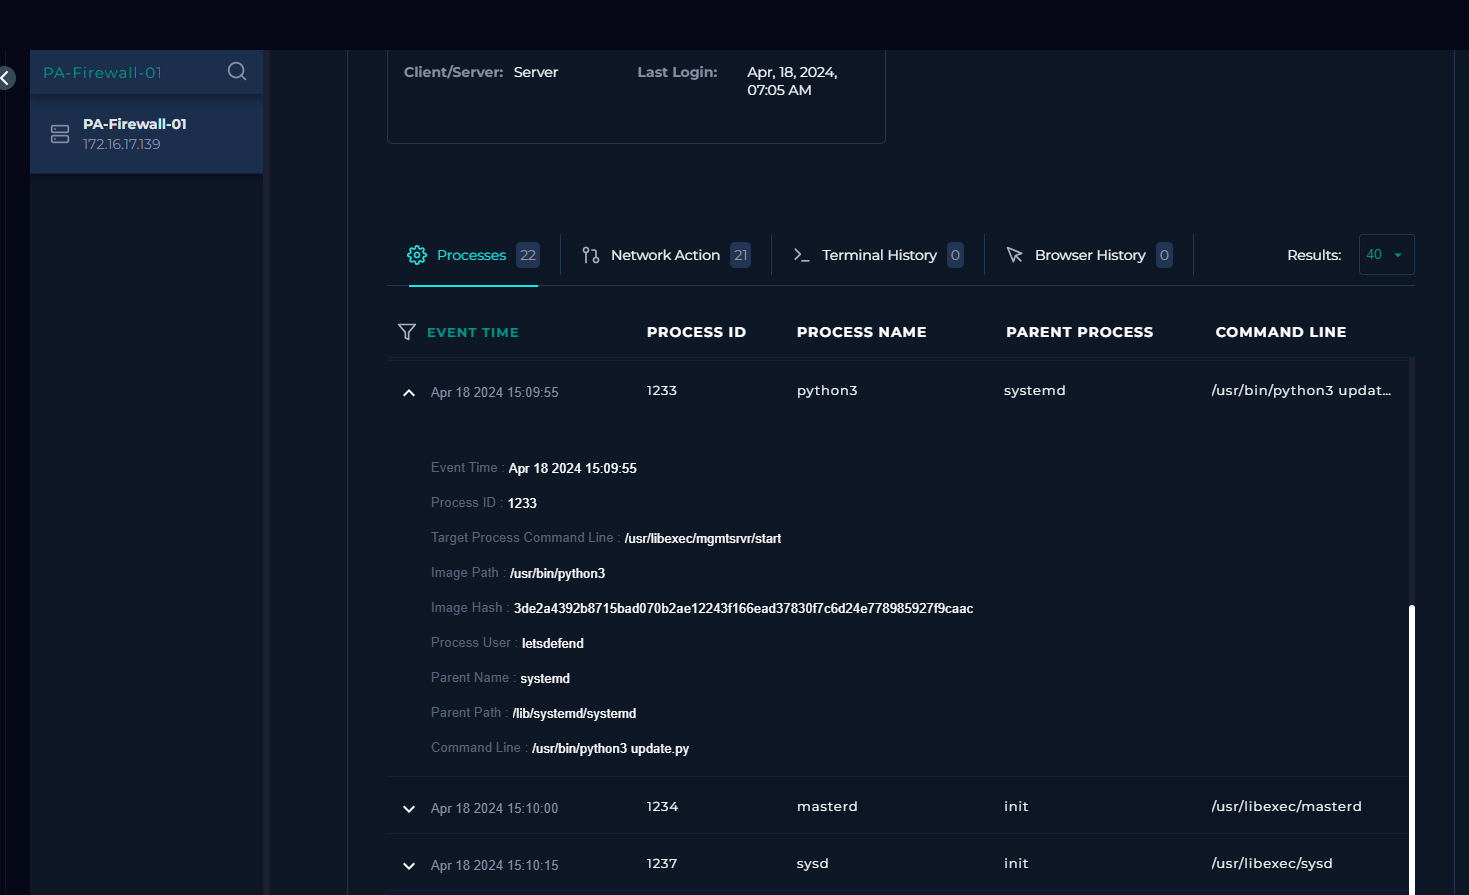 PA-Firewall-01
PA-Firewall-01
172.16.17.139
Client/Server: Server Last Login: Apr, 18, 2024,
07:05 AM
Processes 22 Network Action 21 Terminal History 0 Browser History 0 Results: 40
EVENT TIME PROCESS ID PROCESS NAME PARENT PROCESS COMMAND LINE
Apr 18 2024 15:09:55 1233 python3 systemd /usr/bin/python3 updat...
Event Time : Apr 18 2024 15:09:55
Process ID : 1233
Target Process Command Line : /usr/libexec/mgmtsrvr/start
Image Path : /usr/bin/python3
Image Hash : 3de2a4392b8715bad070b2ae12243f166ead37830f7c6d24e778985927f9caac
Process User : letsdefend
Parent Name : systemd
Parent Path : /lib/systemd/systemd
Command Line : /usr/bin/python3 update.py
Apr 18 2024 15:10:00 1234 masterd init /usr/libexec/masterd
Apr 18 2024 15:10:15 1237 sysd init /usr/libexec/sysd